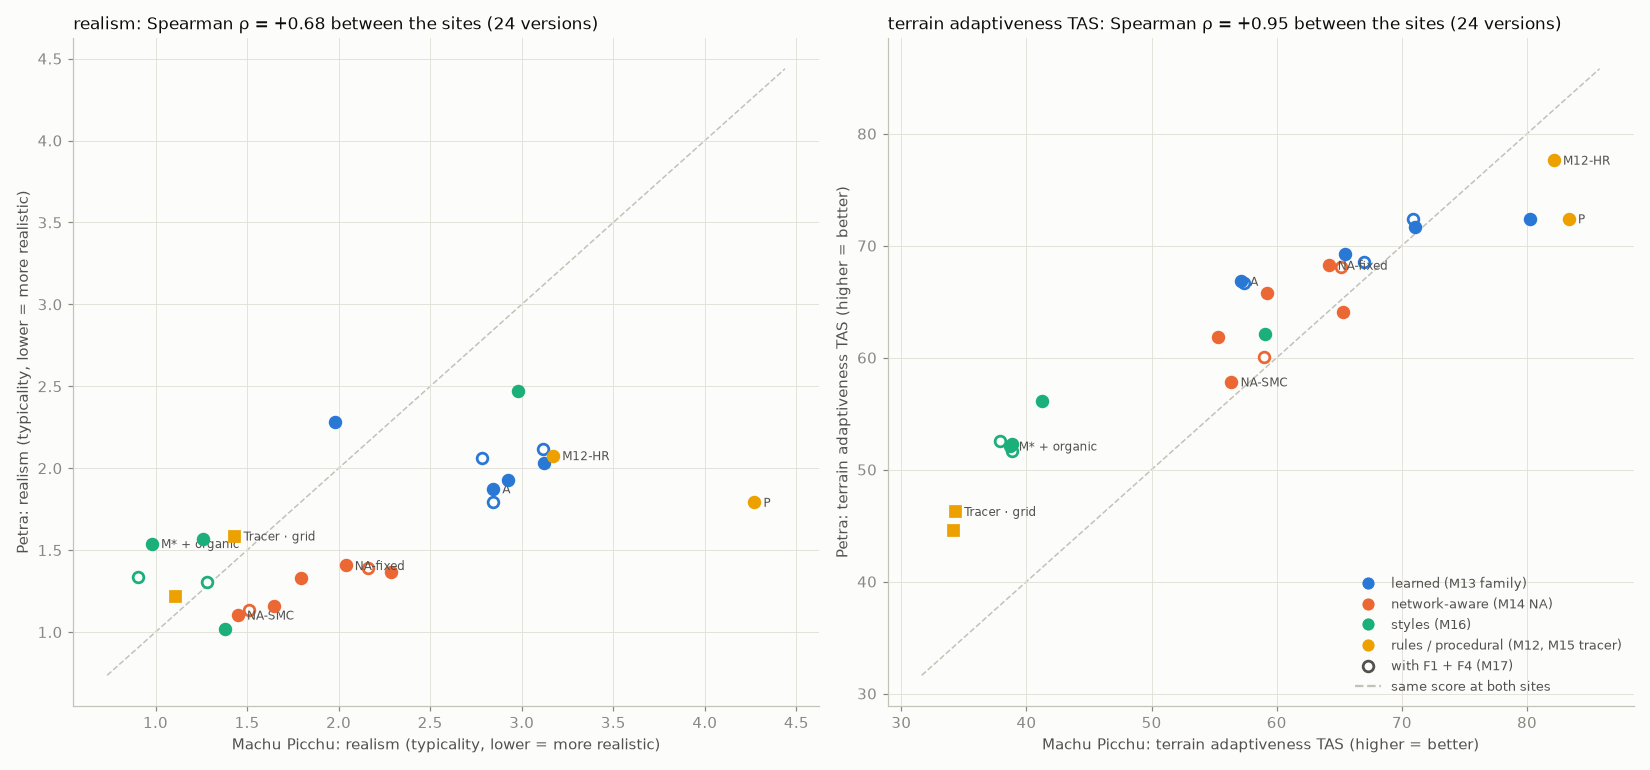 realism: Spearman ρ = +0.68 between the sites (24 versions)
Petra: realism (typicality, lower = more realistic)
4.5
4.0
3.5
3.0
2.5
2.0
1.5
1.0
M12-HR
A
P
Tracer · grid
M* + organic
NA-fixed
NA-SMC
1.0 1.5 2.0 2.5 3.0 3.5 4.0 4.5
Machu Picchu: realism (typicality, lower = more realistic)
terrain adaptiveness TAS: Spearman ρ = +0.95 between the sites (24 versions)
Petra: terrain adaptiveness TAS (higher = better)
80
70
60
50
40
30
M12-HR
P
NA-fixed
A
NA-SMC
M* + organic
Tracer · grid
learned (M13 family)
network-aware (M14 NA)
styles (M16)
rules / procedural (M12, M15 tracer)
with F1 + F4 (M17)
same score at both sites
30 40 50 60 70 80
Machu Picchu: terrain adaptiveness TAS (higher = better)